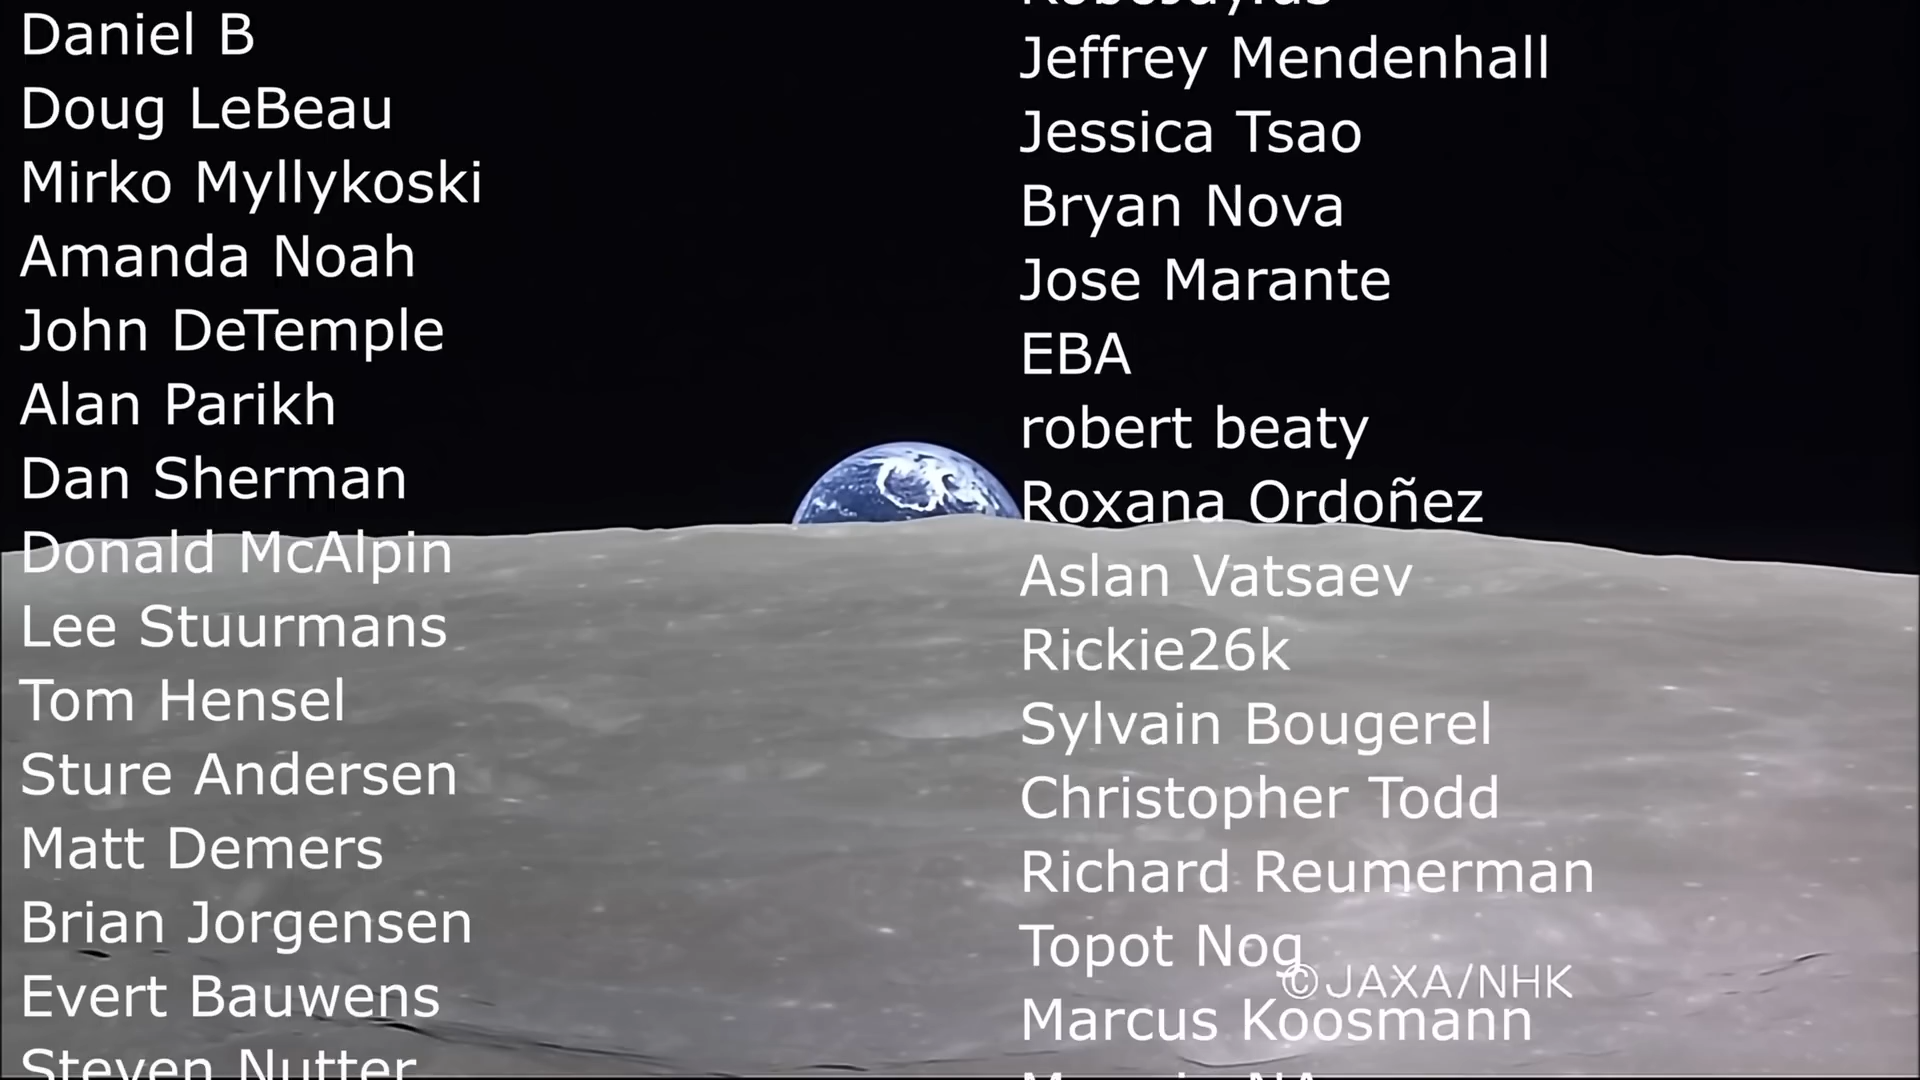 Daniel B
Doug LeBeau
Mirko Myllykoski
Amanda Noah
John DeTemple
Alan Parikh
Dan Sherman
Donald McAlpin
Lee Stuurmans
Tom Hensel
Sture Andersen
Matt Demers
Brian Jorgensen
Evert Bauwens
Steven Nutter
Jeffrey Mendenhall
Jessica Tsao
Bryan Nova
Jose Marante
EBA
robert beaty
Roxana Ordoñez
Aslan Vatsaev
Rickie26k
Sylvain Bougerel
Christopher Todd
Richard Reumerman
Topot Nog
©JAXA/NHK
Marcus Koosmann